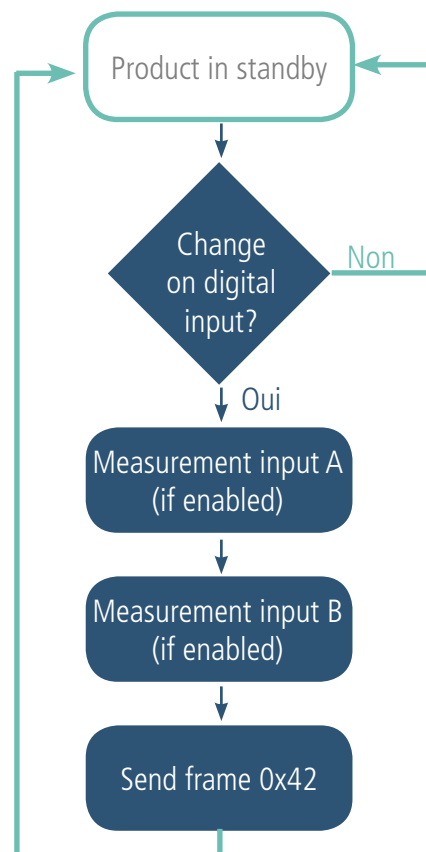 Product in standby
Change
on digital
input?
Non
Oui
Measurement input A
(if enabled)
Measurement input B
(if enabled)
Send frame 0x42